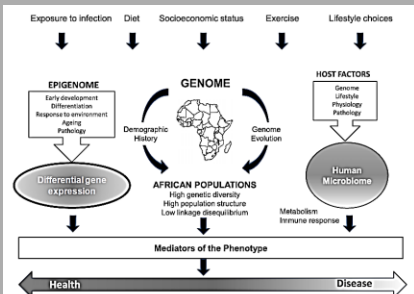 Exposure to infection
Diet
Socioeconomic status
Exercise
Lifestyle choices
EPIGENOME
Early development
Differentiation
Response to environment
Ageing
Pathology
Differential gene
expression
GENOME
Demographic
History
Genome
Evolution
AFRICAN POPULATIONS
High genetic diversity
High population structure
Low linkage disequilibrium
HOST FACTORS
Genome
Lifestyle
Physiology
Pathology
Human
Microbiome
Metabolism
Immune response
Mediators of the Phenotype
Health
Disease